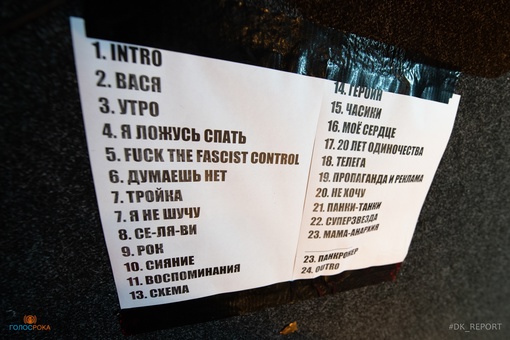 1. INTRO
2. ВАСЯ
3. УТРО
4. Я ЛОЖУСЬ СПАТЬ
5. FUCK THE FASCIST CONTROL
6. ДУМАЕШЬ НЕТ
7. ТРОЙКА
7. Я НЕ ШУЧУ
8. СЕ-ЛЯ-ВИ
9. РОК
10. СИЯНИЕ
11. ВОСПОМИНАНИЯ
13. СХЕМА
14. ГЕРОИН
15. ЧАСИКИ
16. МОЁ СЕРДЦЕ
17. 20 ЛЕТ ОДИНОЧЕСТВА
18. ТЕЛЕГА
19. ПРОПАГАНДА И РЕКЛАМА
20. НЕ ХОЧУ
21. ПАНКИ-ТАНКИ
22. СУПЕРЗВЕЗДА
23. МАМА-АНАРХИЯ
23. ПАНКРОКЕР
24. OUTRO
ГОЛОСРОКА
#DK_REPORT